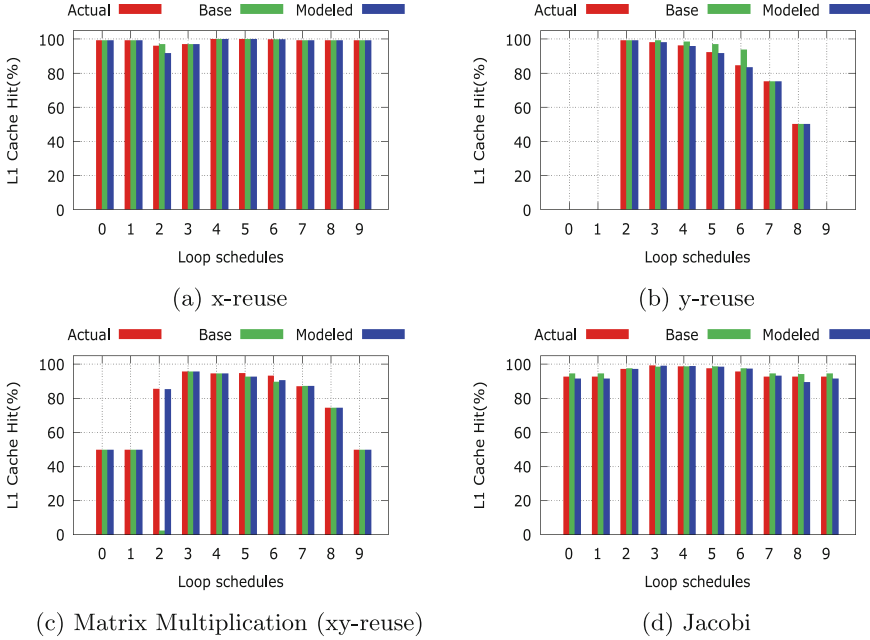 Actual Base Modeled
L1 Cache Hit(%)
100
80
60
40
20
0
0 1 2 3 4 5 6 7 8 9
Loop schedules
(a) x-reuse
Actual Base Modeled
L1 Cache Hit(%)
100
80
60
40
20
0
0 1 2 3 4 5 6 7 8 9
Loop schedules
(b) y-reuse
Actual Base Modeled
L1 Cache Hit(%)
100
80
60
40
20
0
0 1 2 3 4 5 6 7 8 9
Loop schedules
(c) Matrix Multiplication (xy-reuse)
Actual Base Modeled
L1 Cache Hit(%)
100
80
60
40
20
0
0 1 2 3 4 5 6 7 8 9
Loop schedules
(d) Jacobi